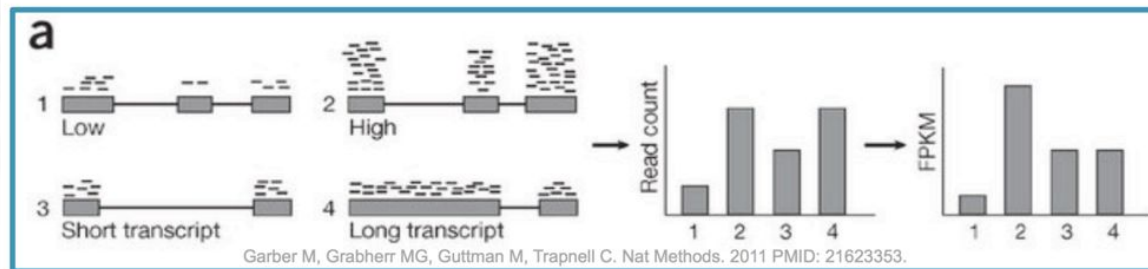 a
1
Low
2
High
3
Short transcript
4
Long transcript
Read count
1 2 3 4
FPKM
1 2 3 4
Garber M, Grabherr MG, Guttman M, Trapnell C. Nat Methods. 2011 PMID: 21623353.